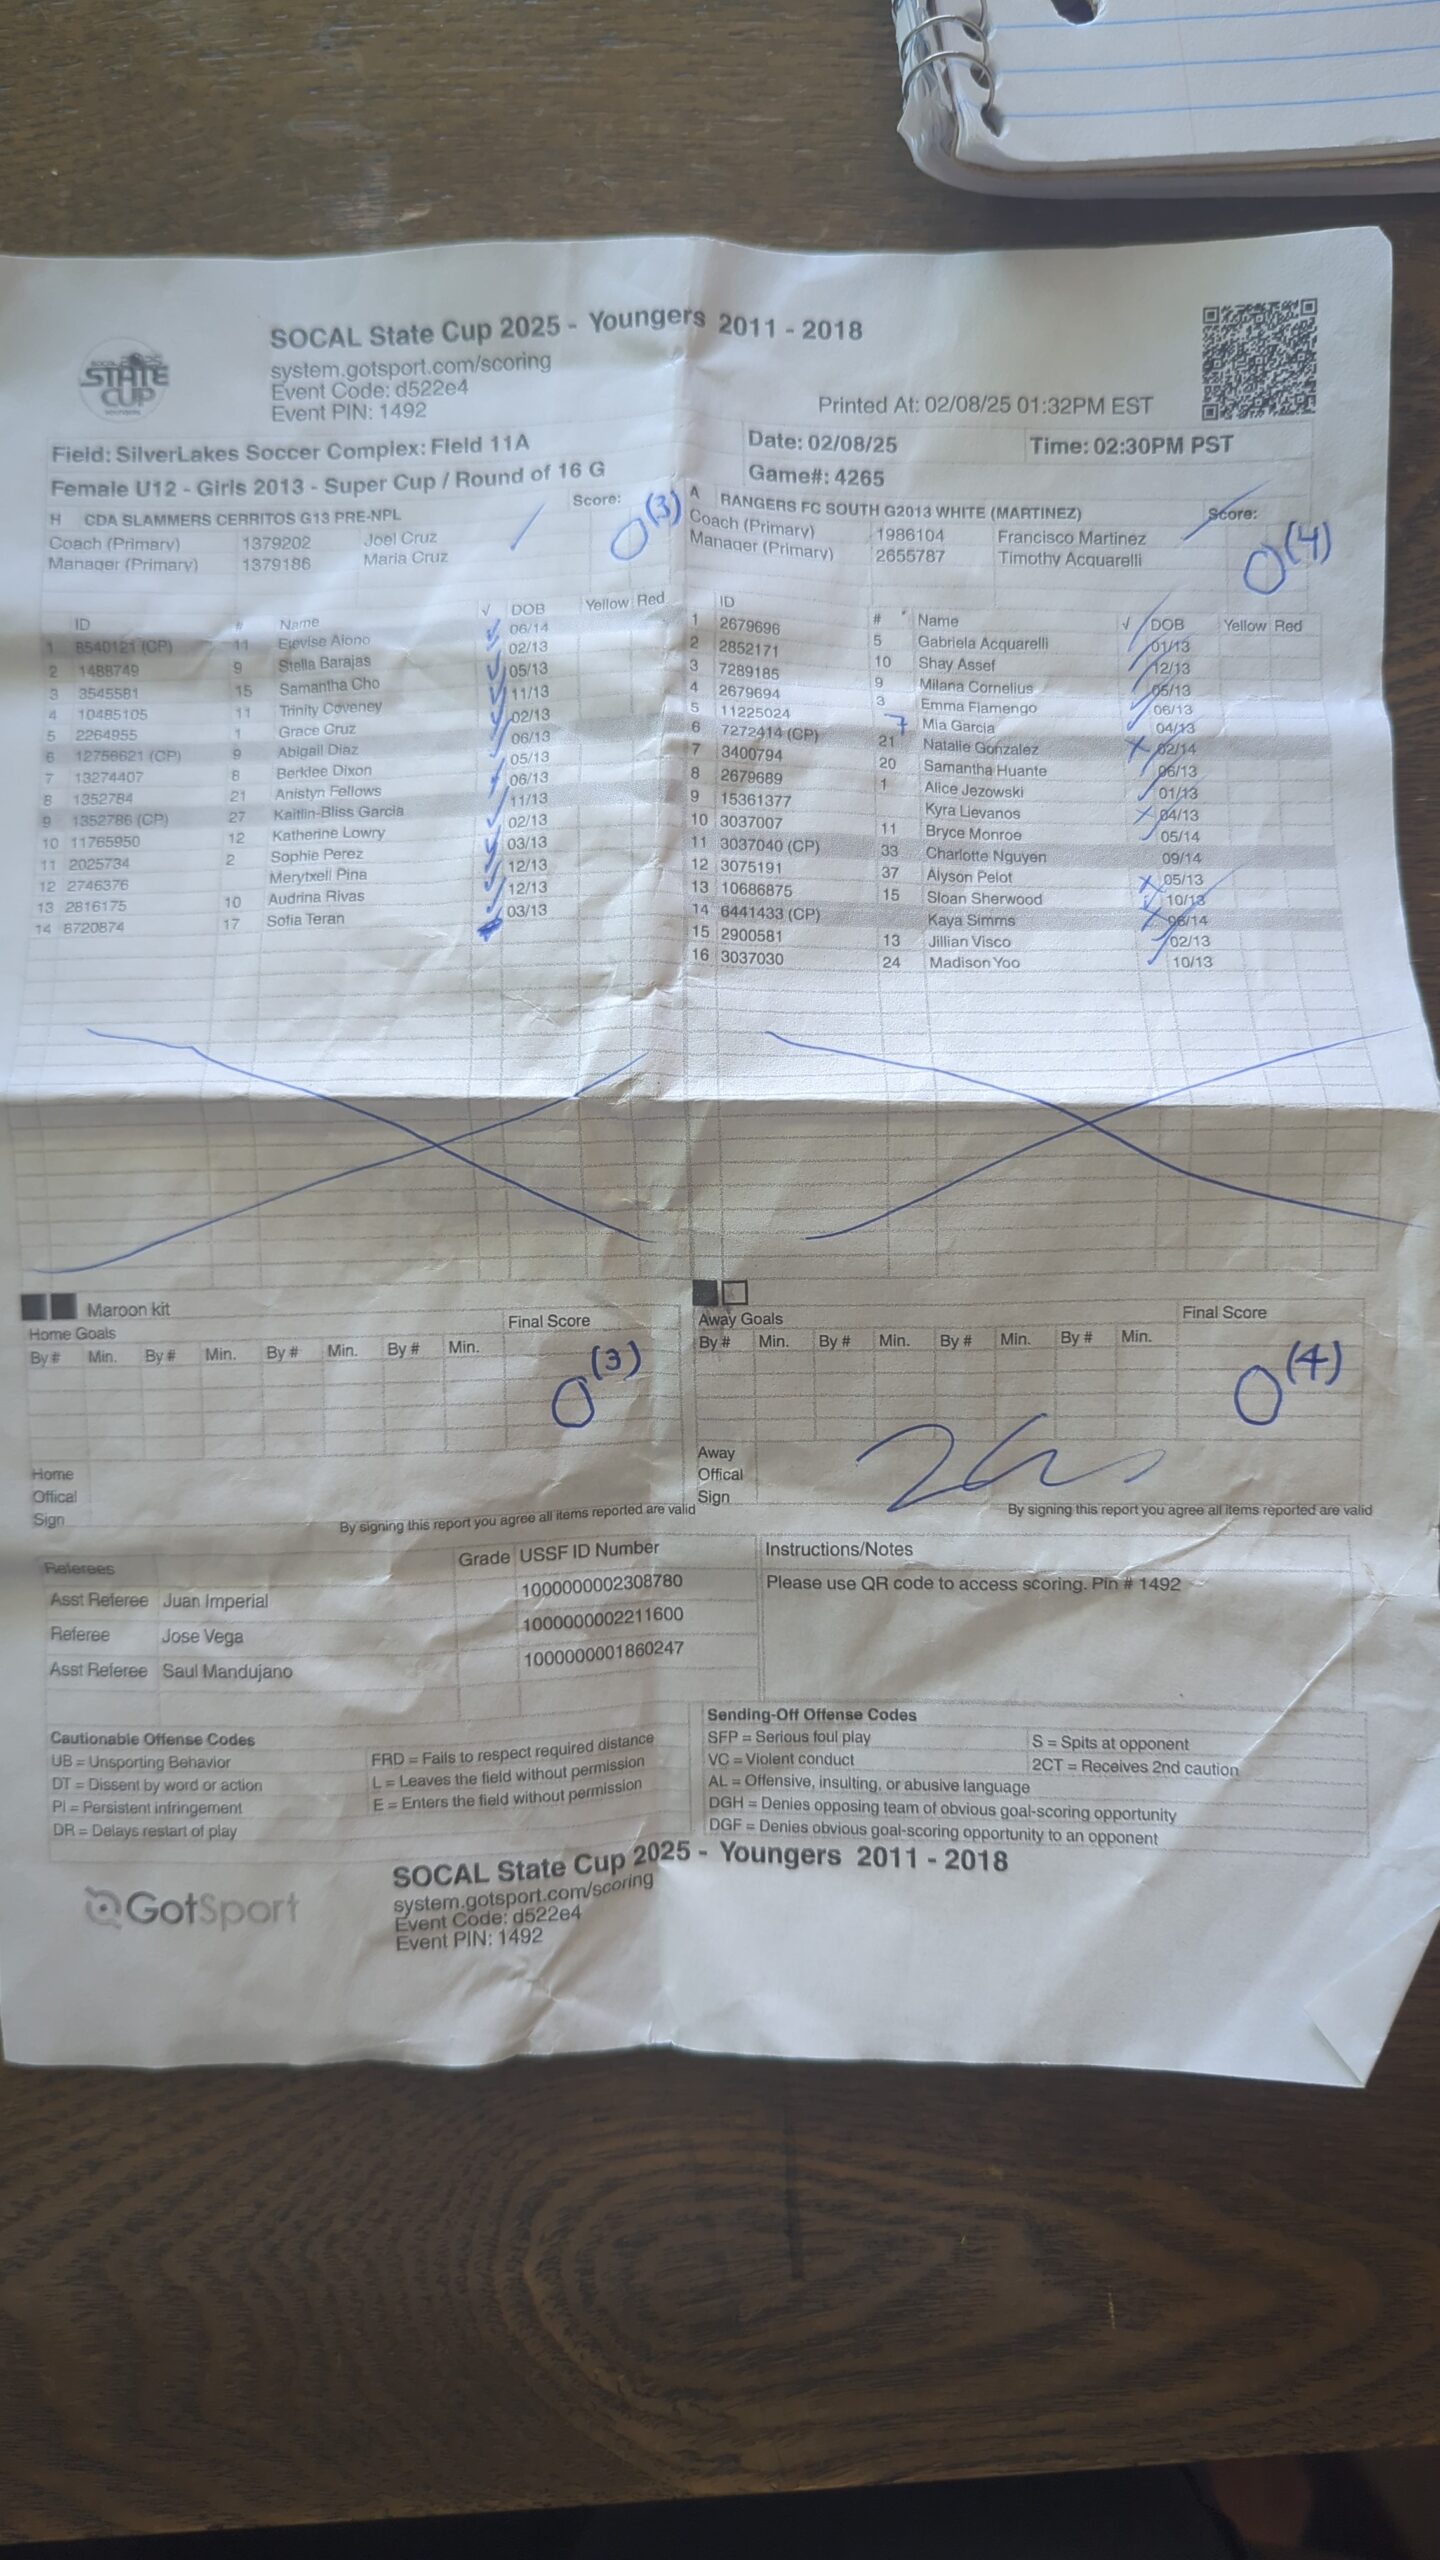 SOCAL State Cup 2025 - Youngers 2011 - 2018
STATE CUP
system.gotsport.com/scoring
Event Code: d522e4
Event PIN: 1492
Printed At: 02/08/25 01:32PM EST
Field: SilverLakes Soccer Complex: Field 11A
Date: 02/08/25 Time: 02:30PM PST
Female U12 - Girls 2013 - Super Cup / Round of 16 G
Game#: 4265
H CDA SLAMMERS CERRITOS G13 PRE-NPL Score: 0 (3)
Coach (Primary) 1379202 Joel Cruz
Manager (Primary) 1379186 Maria Cruz
ID # Name √ DOB Yellow Red
1 8540121 (CP) 11 Elevise Aiono 06/14
2 1488749 9 Stella Barajas 02/13
3 3545581 15 Samantha Cho 05/13
4 10485105 11 Trinity Coveney 11/13
5 2264955 1 Grace Cruz 02/13
6 12758621 (CP) 9 Abigail Diaz 06/13
7 13274407 8 Berklee Dixon 05/13
8 1352784 21 Anistyn Fellows 06/13
9 1352786 (CP) 27 Kaitlin-Bliss Garcia 11/13
10 11765950 12 Katherine Lowry 02/13
11 2025734 2 Sophie Perez 03/13
12 2746376 Merytxell Pina 12/13
13 2816175 10 Audrina Rivas 12/13
14 6720874 17 Sofia Teran 03/13
A RANGERS FC SOUTH G2013 WHITE (MARTINEZ) Score: 0 (4)
Coach (Primary) 1986104 Francisco Martinez
Manager (Primary) 2655787 Timothy Acquarelli
ID # Name √ DOB Yellow Red
1 2679696 5 Gabriela Acquarelli 01/13
2 2852171 10 Shay Assef 12/13
3 7289185 9 Milana Cornelius 05/13
4 2679694 3 Emma Fiamengo 06/13
5 11225024 7 Mia Garcia 04/13
6 7272414 (CP) 21 Natalie Gonzalez 02/14
7 3400794 20 Samantha Huante 06/13
8 2679689 1 Alice Jezowski 01/13
9 15361377 Kyra Lievanos 04/13
10 3037007 11 Bryce Monroe 05/14
11 3037040 (CP) 33 Charlotte Nguyen 09/14
12 3075191 37 Alyson Pelot 05/13
13 10686875 15 Sloan Sherwood 10/13
14 6441433 (CP) Kaya Simms 06/14
15 2900581 13 Jillian Visco 02/13
16 3037030 24 Madison Yoo 10/13
Maroon kit
Home Goals Final Score
By # Min. By # Min. By # Min. By # Min.
0 (3)
Home
Offical
Sign
By signing this report you agree all items reported are valid
Away Goals Final Score
By # Min. By # Min. By # Min. By # Min.
0 (4)
Away
Offical
Sign
By signing this report you agree all items reported are valid
Referees Grade USSF ID Number
Asst Referee Juan Imperial 1000000002308780
Referee Jose Vega 1000000002211600
Asst Referee Saul Mandujano 1000000001860247
Instructions/Notes
Please use QR code to access scoring. Pin # 1492
Cautionable Offense Codes
UB = Unsporting Behavior FRD = Fails to respect required distance
DT = Dissent by word or action L = Leaves the field without permission
PI = Persistent infringement E = Enters the field without permission
DR = Delays restart of play
Sending-Off Offense Codes
SFP = Serious foul play S = Spits at opponent
VC = Violent conduct 2CT = Receives 2nd caution
AL = Offensive, insulting, or abusive language
DGH = Denies opposing team of obvious goal-scoring opportunity
DGF = Denies obvious goal-scoring opportunity to an opponent
GotSport
SOCAL State Cup 2025 - Youngers 2011 - 2018
system.gotsport.com/scoring
Event Code: d522e4
Event PIN: 1492